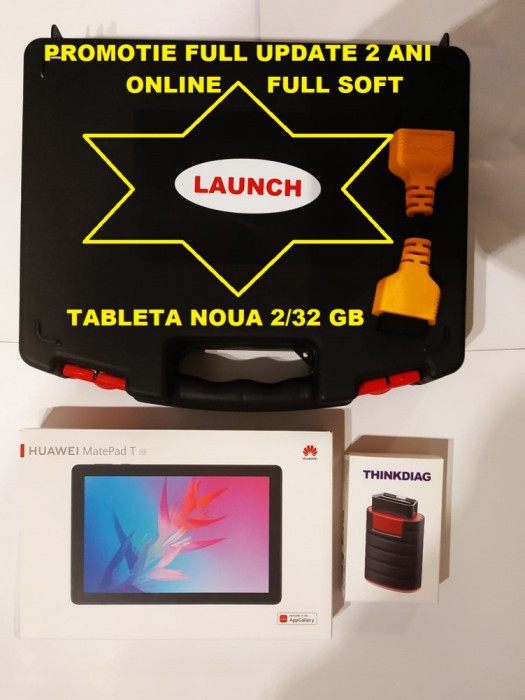 PROMOTIE FULL UPDATE 2 ANI
ONLINE FULL SOFT
LAUNCH
TABLETA NOUA 2/32 GB
HUAWEI MatePad T
HUAWEI
AppGallery
THINKDIAG